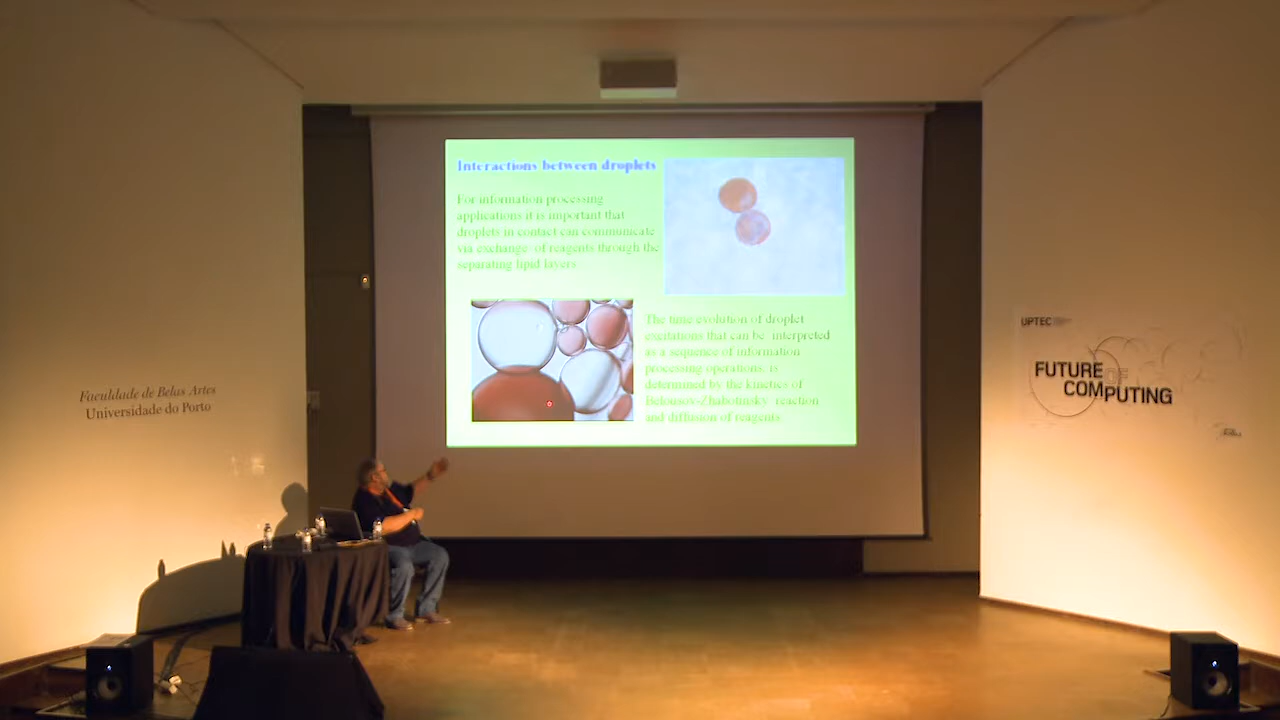 Interactions between droplets
For information processing
applications it is important that
droplets in contact can communicate
via exchange of reagents through the
separating lipid layers.
The time evolution of droplet
excitations that can be interpreted
as a sequence of information
processing operations is
determined by the kinetics of
Belousov-Zhabotinsky reaction
and diffusion of reagents.
Faculdade de Belas Artes
Universidade do Porto
UPTEC
FUTURE OF
COMPUTING